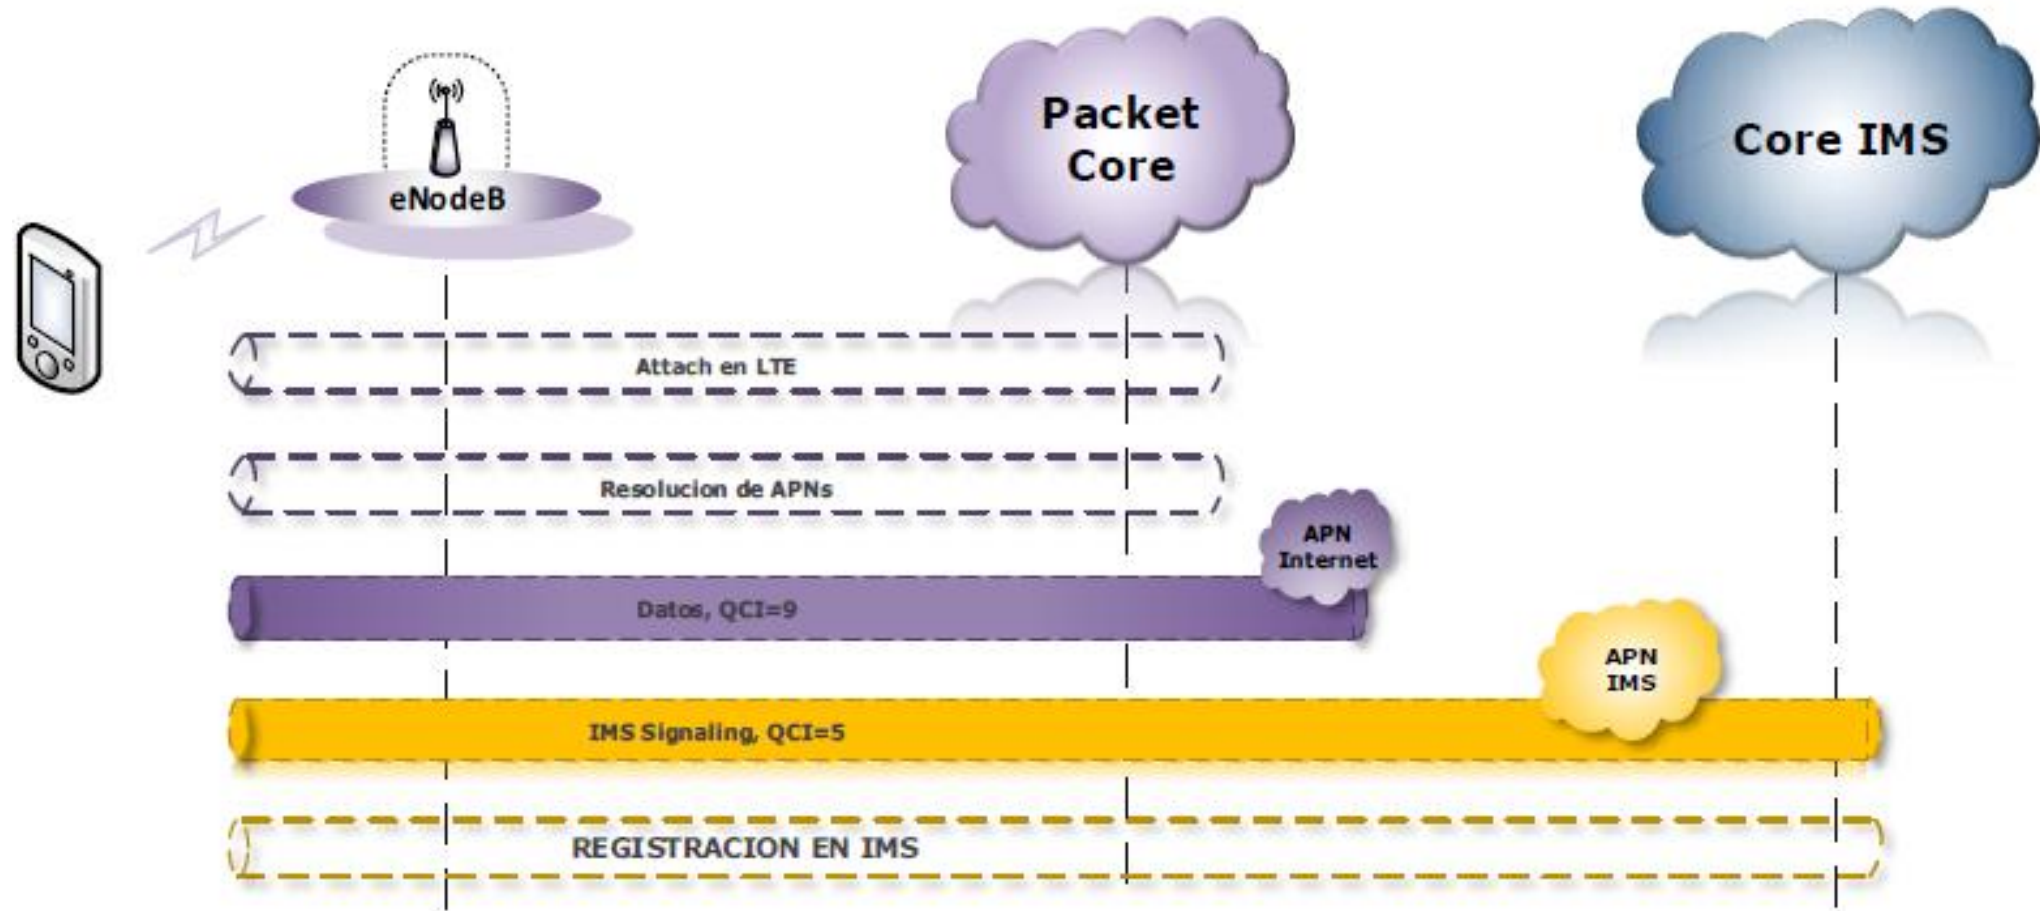 Packet
Core
Core IMS
eNodeB
Attach en LTE
Resolucion de APNs
APN
Internet
Datos, QCI=9
APN
IMS
IMS Signaling, QCI=5
REGISTRACION EN IMS